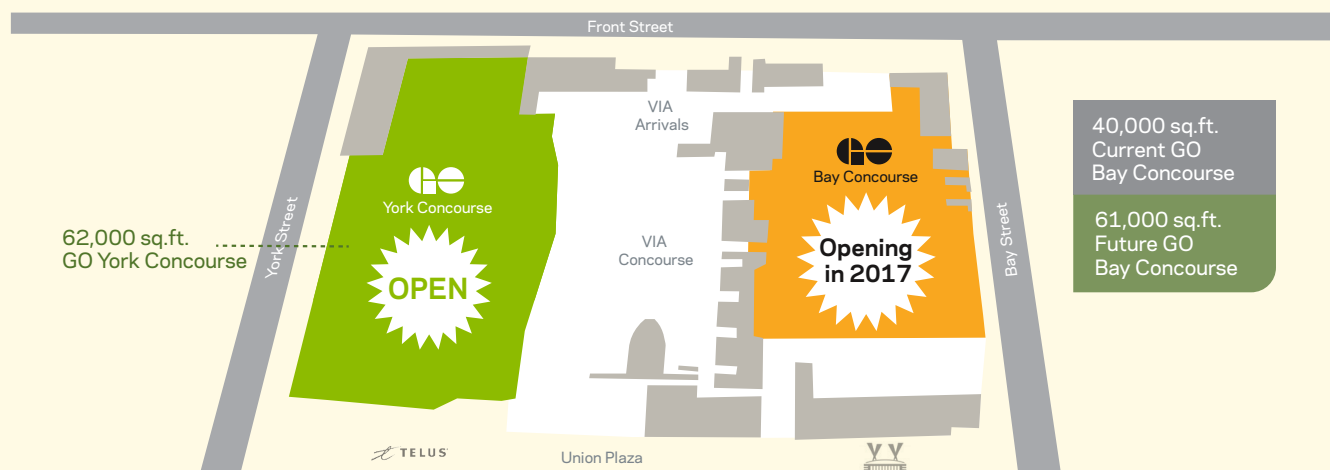 Front Street
VIA
Arrivals
40,000 sq.ft.
Current GO
Bay Concourse
GO
York Concourse
GO
Bay Concourse
61,000 sq.ft.
Future GO
Bay Concourse
62,000 sq.ft.
GO York Concourse
York Street
VIA
Concourse
Opening
in 2017
Bay Street
OPEN
TELUS
Union Plaza